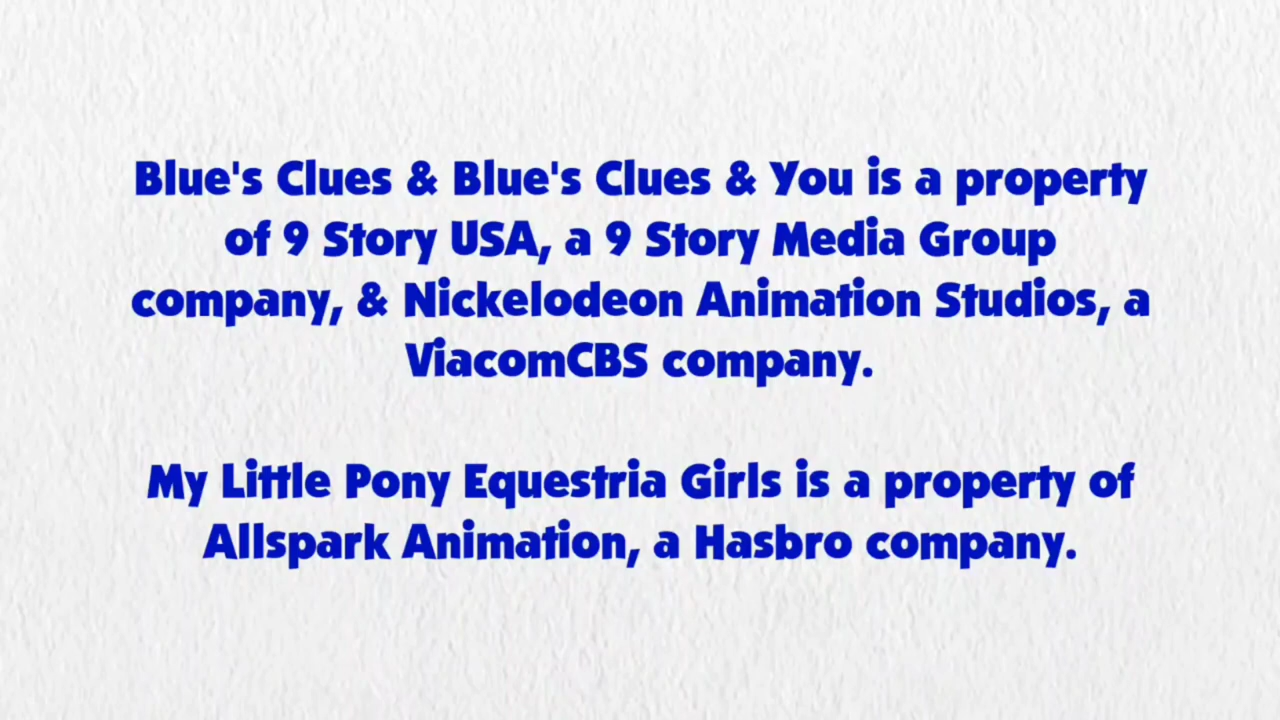 Blue's Clues & Blue's Clues & You is a property
of 9 Story USA, a 9 Story Media Group
company, & Nickelodeon Animation Studios, a
ViacomCBS company.
My Little Pony Equestria Girls is a property of
Allspark Animation, a Hasbro company.